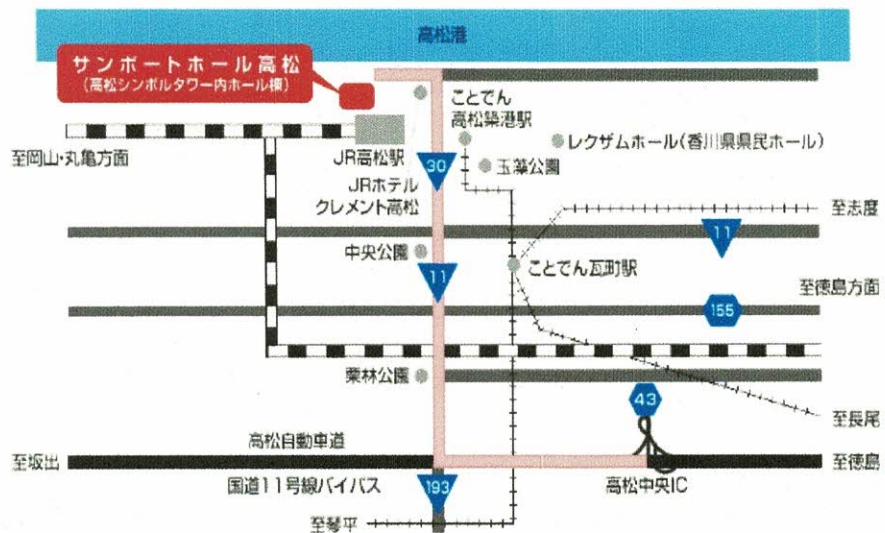 高松港
サンポートホール高松
(高松シンボルタワー内ホール棟)
ことでん
高松築港駅
レクザムホール(香川県県民ホール)
至岡山・丸亀方面
JR高松駅
玉藻公園
30
JRホテル
クレメント高松
至志度
11
中央公園
ことでん瓦町駅
11
至徳島方面
155
栗林公園
43
至長尾
高松自動車道
至坂出
至徳島
国道11号線バイパス
193
高松中央IC
至琴平